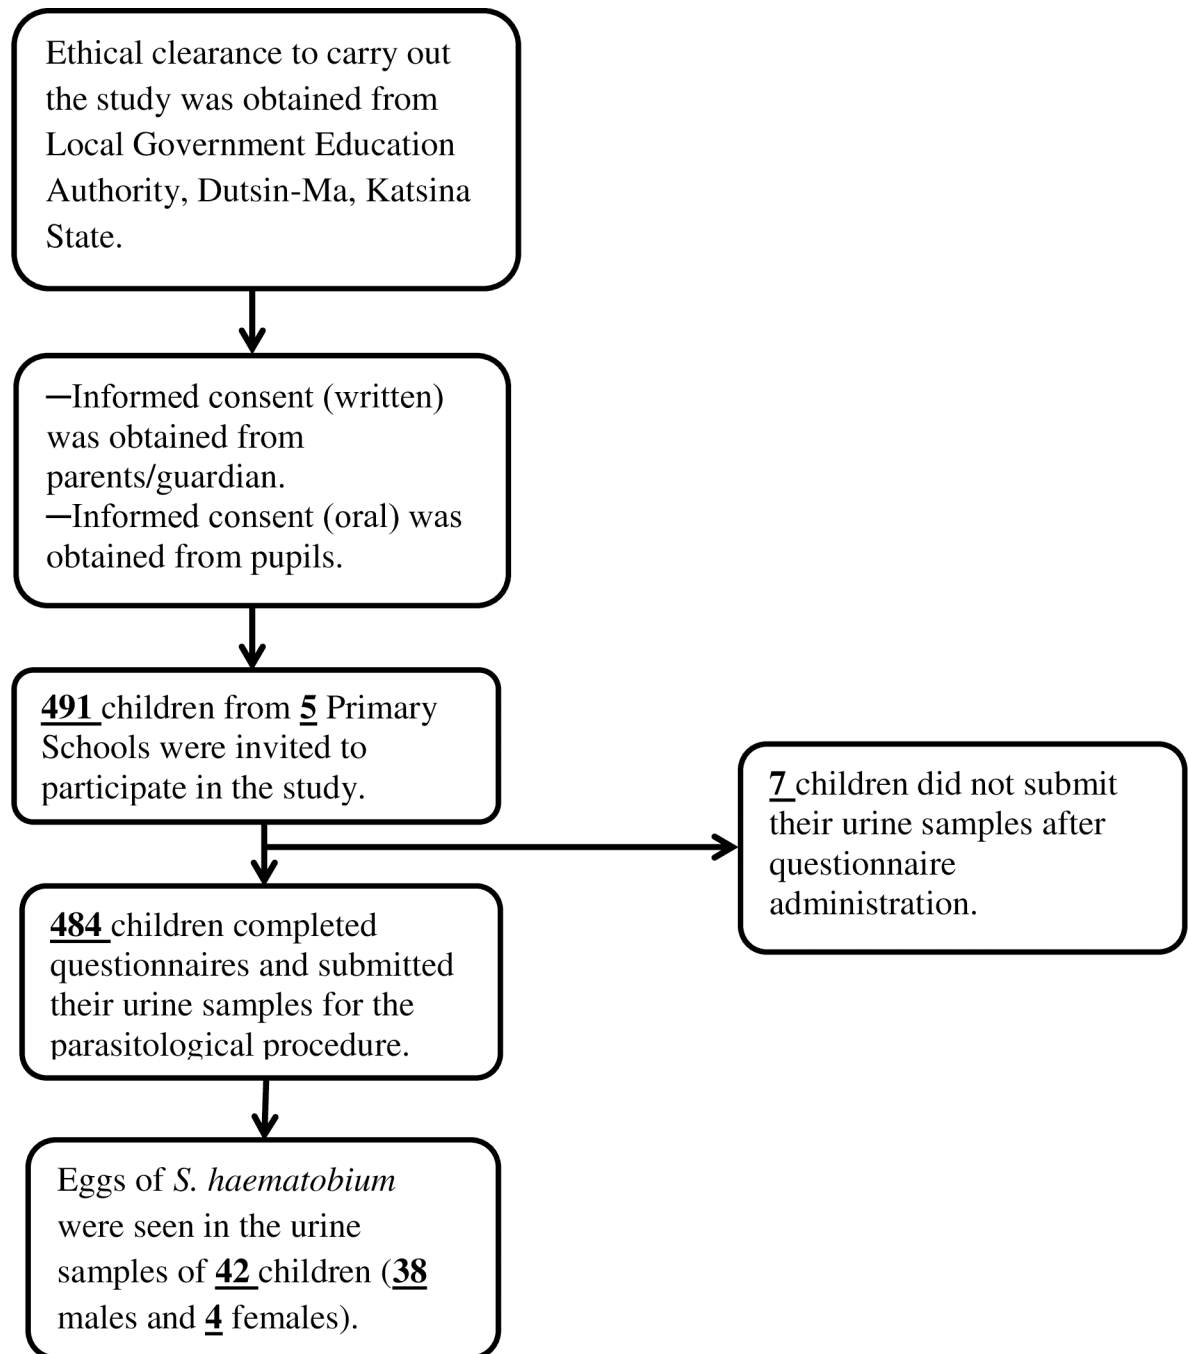 Ethical clearance to carry out
the study was obtained from
Local Government Education
Authority, Dutsin-Ma, Katsina
State.
—Informed consent (written)
was obtained from
parents/guardian.
—Informed consent (oral) was
obtained from pupils.
491 children from 5 Primary
Schools were invited to
participate in the study.
7 children did not submit
their urine samples after
questionnaire
administration.
484 children completed
questionnaires and submitted
their urine samples for the
parasitological procedure.
Eggs of S. haematobium
were seen in the urine
samples of 42 children (38
males and 4 females).